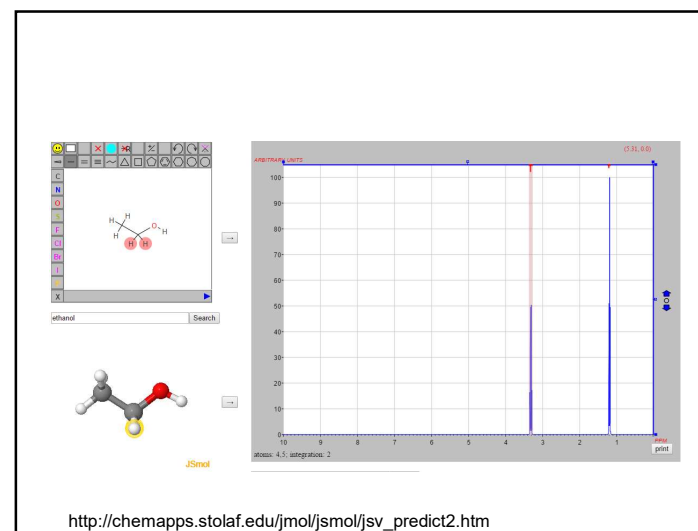 (5.31, 0.0)
ARBITRARY UNITS
C
N
O
S
F
Cl
Br
I
X
H
H
H
O
H
H
H
→
ethanol
Search
→
JSmol
100
90
80
70
60
50
40
30
20
10
0
10 9 8 7 6 5 4 3 2 1
PPM
print
atoms: 4,5; integration: 2
http://chemapps.stolaf.edu/jmol/jsmol/jsv_predict2.htm